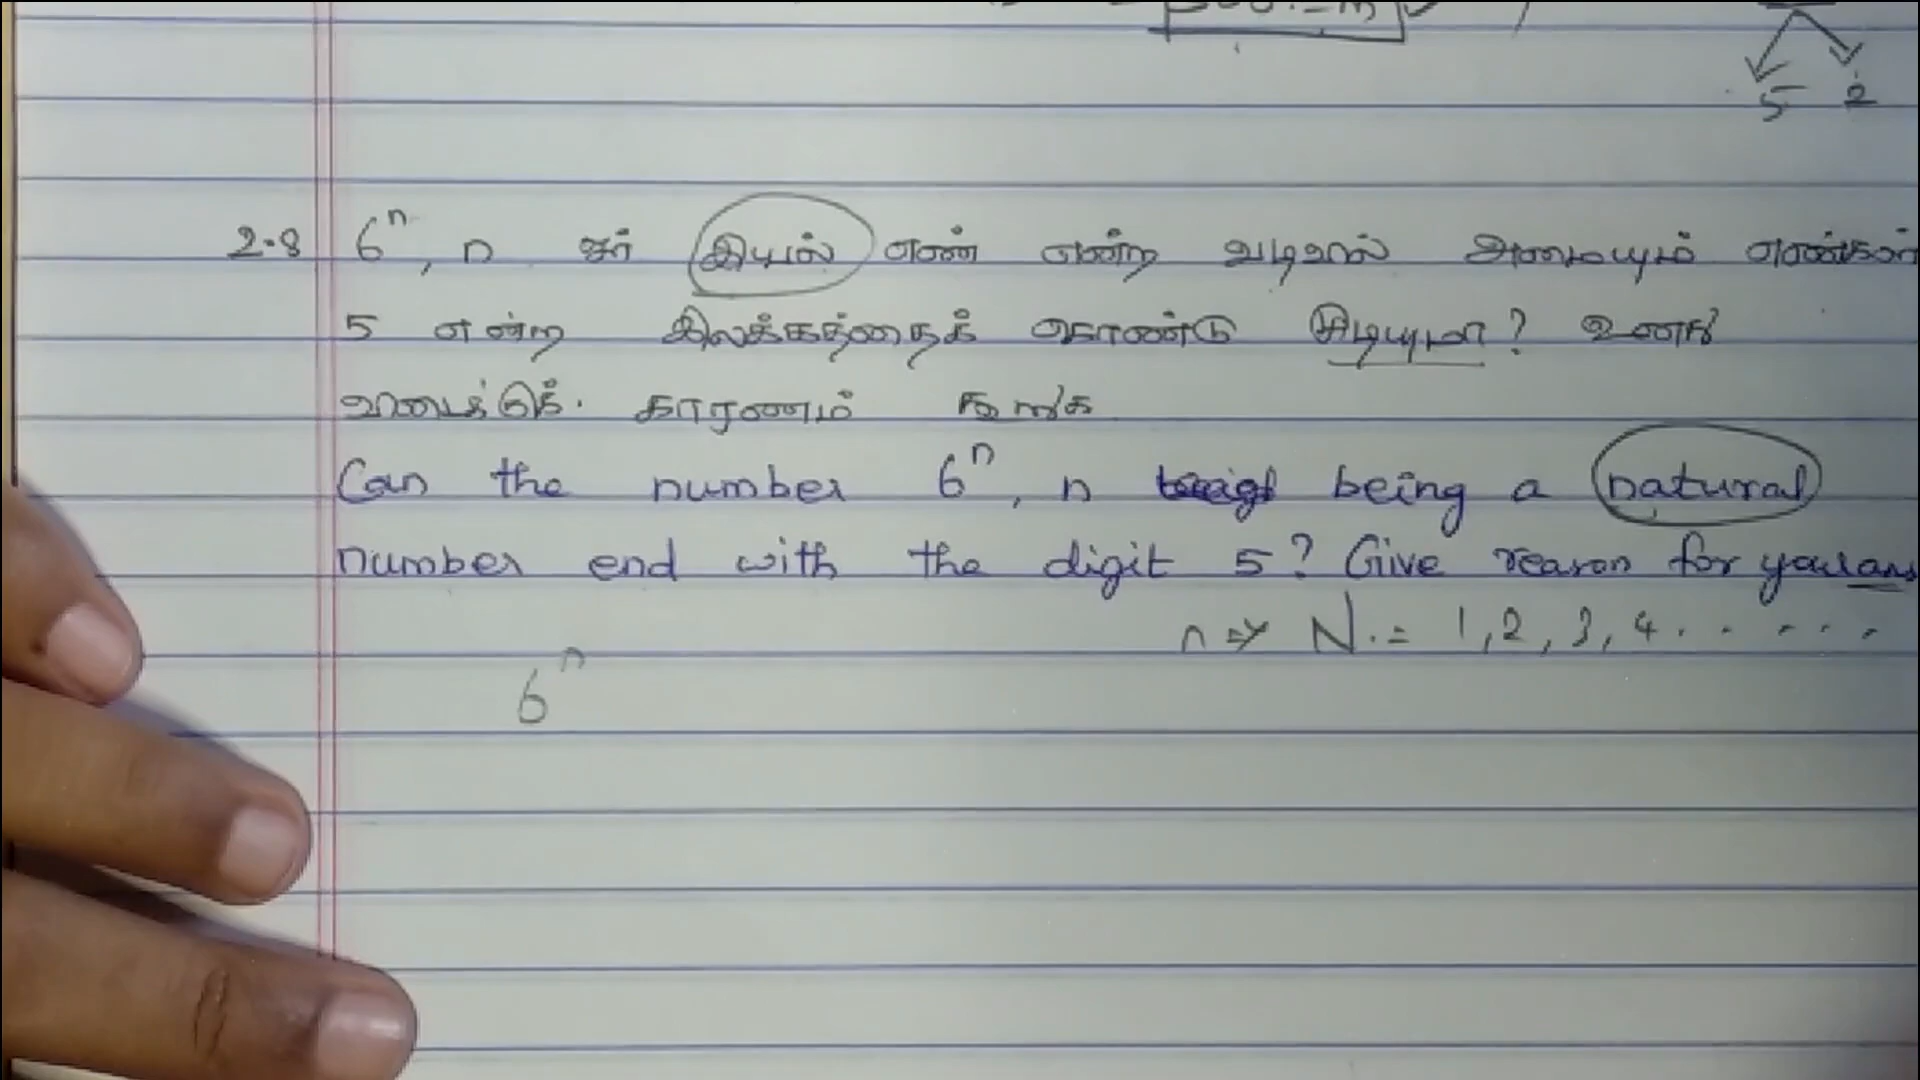 5 2
2.8 6ⁿ, n ஓர் இயல் எண் என்ற வடிவில் அமையும் எண்கள்
5 என்ற இலக்கத்தைக் கொண்டு முடியுமா? உனது
விடைக்குக் காரணம் கூறுக
Can the number 6ⁿ, n being a natural
number end with the digit 5? Give reason for your ans
n ⇒ N = 1, 2, 3, 4 . . . . . .
6ⁿ